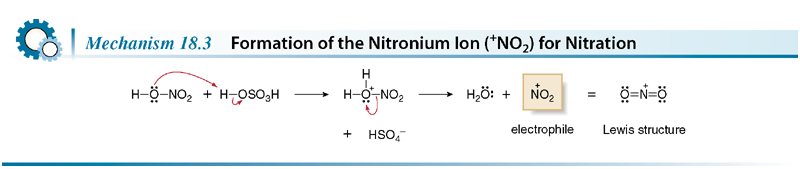 Mechanism 18.3 Formation of the Nitronium Ion (⁺NO₂) for Nitration
H
H–Ö–NO₂ + H–OSO₃H ⟶ H–O⁺–NO₂ ⟶ H₂Ö: + ⁺NO₂ = Ö=N⁺=Ö
+ HSO₄⁻
electrophile Lewis structure